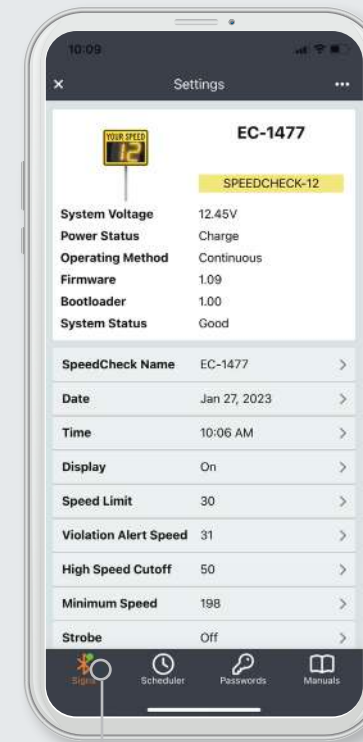 10:09
Settings
EC-1477
YOUR SPEED
12
SPEEDCHECK-12
System Voltage 12.45V
Power Status Charge
Operating Method Continuous
Firmware 1.09
Bootloader 1.00
System Status Good
SpeedCheck Name EC-1477
Date Jan 27, 2023
Time 10:06 AM
Display On
Speed Limit 30
Violation Alert Speed 31
High Speed Cutoff 50
Minimum Speed 198
Strobe Off
Signs Scheduler Passwords Manuals